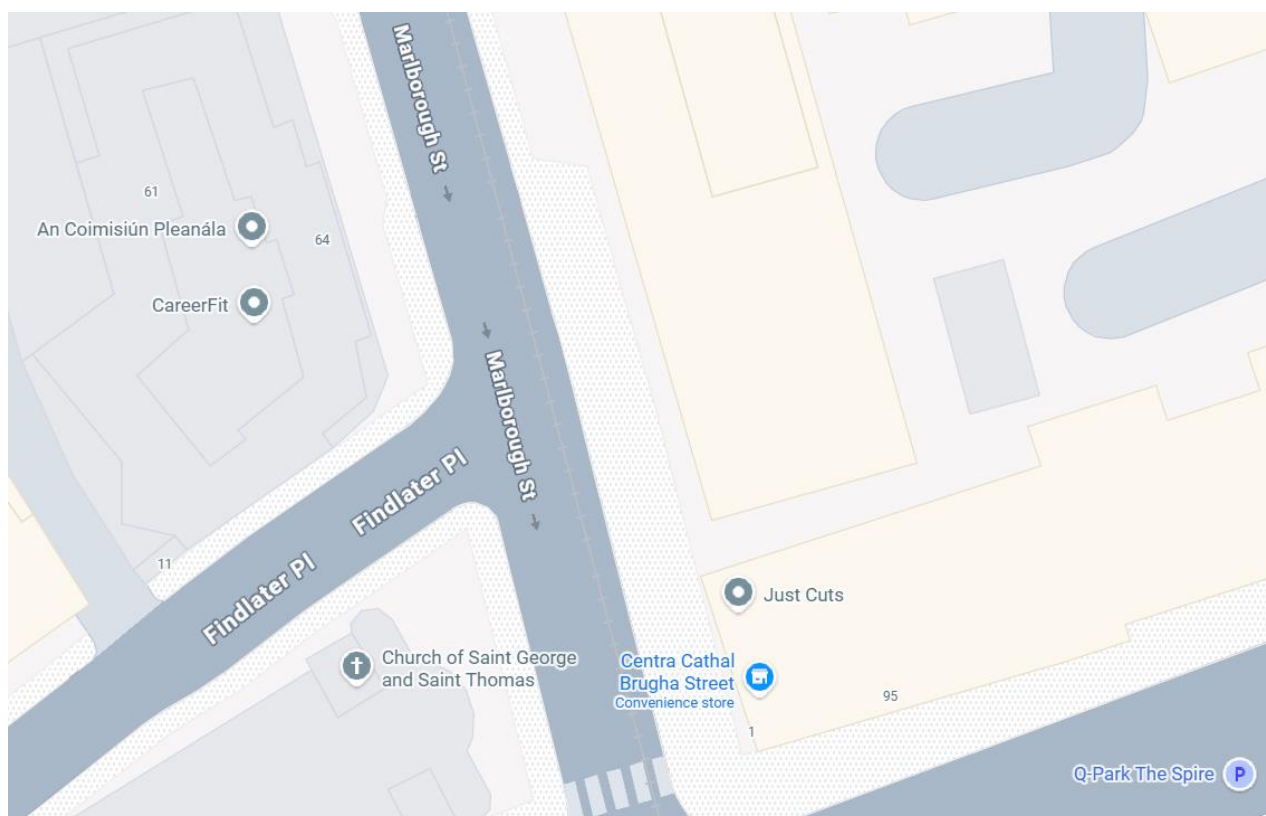 Marlborough St
61
An Coimisiún Pleanála
64
CareerFit
Marlborough St
Findlater Pl
11
Findlater Pl
Just Cuts
Church of Saint George
and Saint Thomas
Centra Cathal
Brugha Street
Convenience store
95
1
Q-Park The Spire
P